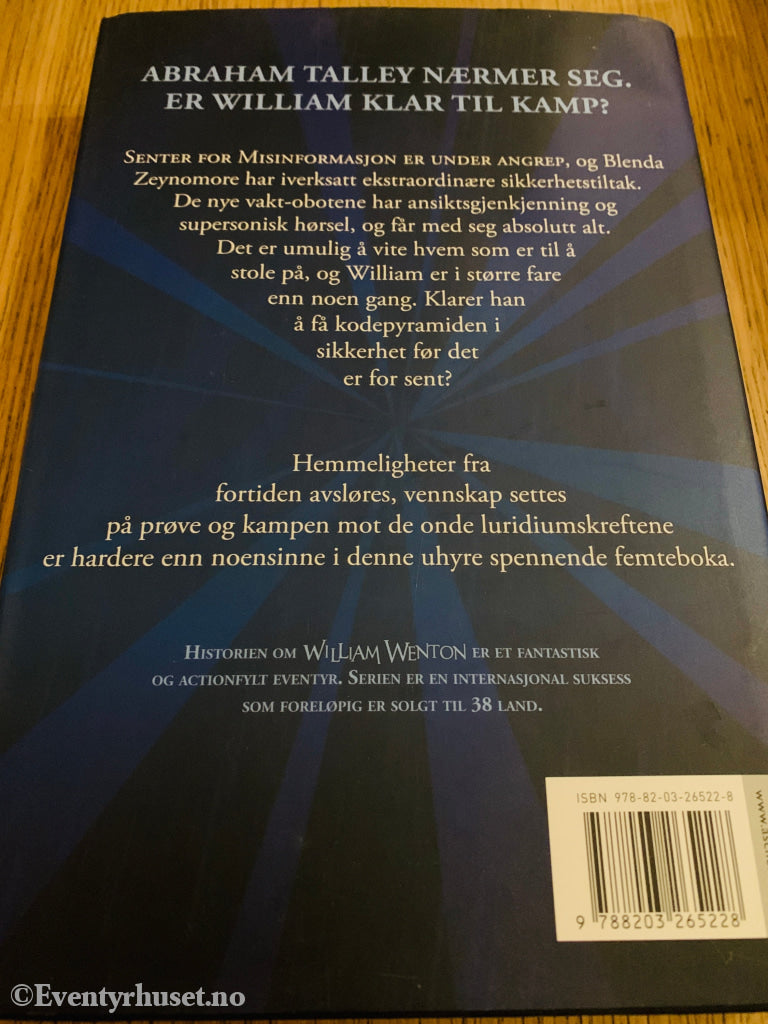 ABRAHAM TALLEY NÆRMER SEG.
ER WILLIAM KLAR TIL KAMP?
SENTER FOR MISINFORMASJON ER UNDER ANGREP, og Blenda
Zeynomore har iverksatt ekstraordinære sikkerhetstiltak.
De nye vakt-obotene har ansiktsgjenkjenning og
supersonisk hørsel, og får med seg absolutt alt.
Det er umulig å vite hvem som er til å
stole på, og William er i større fare
enn noen gang. Klarer han
å få kodepyramiden i
sikkerhet før det
er for sent?
Hemmeligheter fra
fortiden avsløres, vennskap settes
på prøve og kampen mot de onde luridiumskreftene
er hardere enn noensinne i denne uhyre spennende femteboka.
HISTORIEN OM WILLIAM WENTON ER ET FANTASTISK
OG ACTIONFYLT EVENTYR. SERIEN ER EN INTERNASJONAL SUKSESS
SOM FORELØPIG ER SOLGT TIL 38 LAND.
ISBN 978-82-03-26522-8
9 788203 265228
©Eventyrhuset.no